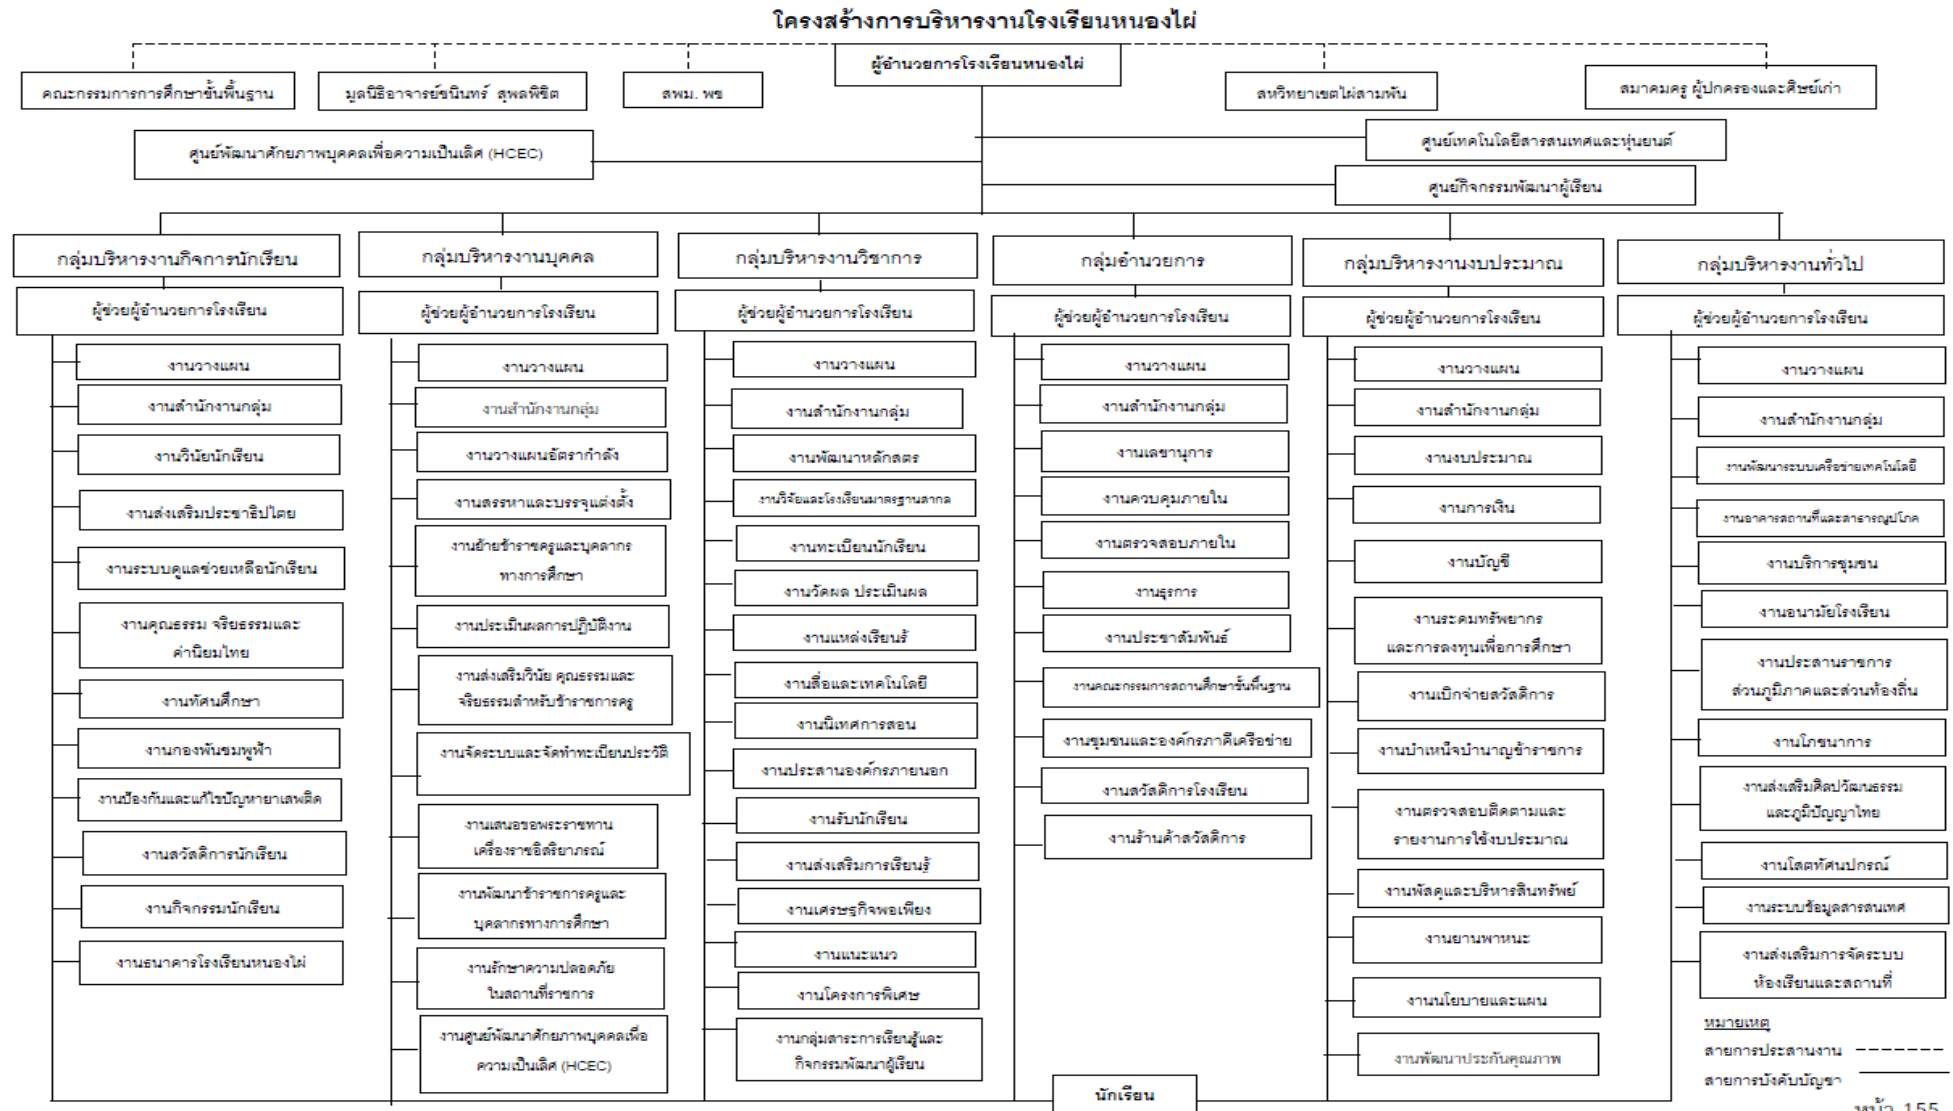 โครงสร้างการบริหารงานโรงเรียนหนองไผ่
ผู้อำนวยการโรงเรียนหนองไผ่
คณะกรรมการการศึกษาขั้นพื้นฐาน
มูลนิธิอาจารย์ชนินทร์ สุพลพิชิต
สพม. พช
สหวิทยาเขตไผ่สามพัน
สมาคมครู ผู้ปกครองและศิษย์เก่า
ศูนย์พัฒนาศักยภาพบุคคลเพื่อความเป็นเลิศ (HCEC)
ศูนย์เทคโนโลยีสารสนเทศและหุ่นยนต์
ศูนย์กิจกรรมพัฒนาผู้เรียน
กลุ่มบริหารงานกิจการนักเรียน
ผู้ช่วยผู้อำนวยการโรงเรียน
งานวางแผน
งานสำนักงานกลุ่ม
งานวินัยนักเรียน
งานส่งเสริมประชาธิปไตย
งานระบบดูแลช่วยเหลือนักเรียน
งานคุณธรรม จริยธรรมและ
ค่านิยมไทย
งานทัศนศึกษา
งานกองพันชมพูฟ้า
งานป้องกันและแก้ไขปัญหายาเสพติด
งานสวัสดิการนักเรียน
งานกิจกรรมนักเรียน
งานธนาคารโรงเรียนหนองไผ่
กลุ่มบริหารงานบุคคล
ผู้ช่วยผู้อำนวยการโรงเรียน
งานวางแผน
งานสำนักงานกลุ่ม
งานวางแผนอัตรากำลัง
งานสรรหาและบรรจุแต่งตั้ง
งานย้ายข้าราชครูและบุคลากร
ทางการศึกษา
งานประเมินผลการปฏิบัติงาน
งานส่งเสริมวินัย คุณธรรมและ
จริยธรรมสำหรับข้าราชการครู
งานจัดระบบและจัดทำทะเบียนประวัติ
งานเสนอขอพระราชทาน
เครื่องราชอิสริยาภรณ์
งานพัฒนาข้าราชการครูและ
บุคลากรทางการศึกษา
งานรักษาความปลอดภัย
ในสถานที่ราชการ
งานศูนย์พัฒนาศักยภาพบุคคลเพื่อ
ความเป็นเลิศ (HCEC)
กลุ่มบริหารงานวิชาการ
ผู้ช่วยผู้อำนวยการโรงเรียน
งานวางแผน
งานสำนักงานกลุ่ม
งานพัฒนาหลักสตร
งานวิจัยและโรงเรียนมาตรฐานสากล
งานทะเบียนนักเรียน
งานวัดผล ประเมินผล
งานแหล่งเรียนรู้
งานสื่อและเทคโนโลยี
งานนิเทศการสอน
งานประสานองค์กรภายนอก
งานรับนักเรียน
งานส่งเสริมการเรียนรู้
งานเศรษฐกิจพอเพียง
งานแนะแนว
งานโครงการพิเศษ
งานกลุ่มสาระการเรียนรู้และ
กิจกรรมพัฒนาผู้เรียน
กลุ่มอำนวยการ
ผู้ช่วยผู้อำนวยการโรงเรียน
งานวางแผน
งานสำนักงานกลุ่ม
งานเลขานุการ
งานควบคุมภายใน
งานตรวจสอบภายใน
งานธุรการ
งานประชาสัมพันธ์
งานคณะกรรมการสถานศึกษาขั้นพื้นฐาน
งานชุมชนและองค์กรภาคีเครือข่าย
งานสวัสดิการโรงเรียน
งานร้านค้าสวัสดิการ
กลุ่มบริหารงานงบประมาณ
ผู้ช่วยผู้อำนวยการโรงเรียน
งานวางแผน
งานสำนักงานกลุ่ม
งานงบประมาณ
งานการเงิน
งานบัญชี
งานระดมทรัพยากร
และการลงทุนเพื่อการศึกษา
งานเบิกจ่ายสวัสดิการ
งานบำเหน็จบำนาญข้าราชการ
งานตรวจสอบติดตามและ
รายงานการใช้งบประมาณ
งานพัสดุและบริหารสินทรัพย์
งานยานพาหนะ
งานนโยบายและแผน
งานพัฒนาประกันคุณภาพ
กลุ่มบริหารงานทั่วไป
ผู้ช่วยผู้อำนวยการโรงเรียน
งานวางแผน
งานสำนักงานกลุ่ม
งานพัฒนาระบบเครือข่ายเทคโนโลยี
งานอาคารสถานที่และสาธารณูปโภค
งานบริการชุมชน
งานอนามัยโรงเรียน
งานประสานราชการ
ส่วนภูมิภาคและส่วนท้องถิ่น
งานโภชนาการ
งานส่งเสริมศิลปวัฒนธรรม
และภูมิปัญญาไทย
งานโสตทัศนปกรณ์
งานระบบข้อมูลสารสนเทศ
งานส่งเสริมการจัดระบบ
ห้องเรียนและสถานที่
หมายเหตุ
สายการประสานงาน
สายการบังคับบัญชา
นักเรียน
หน้า 155